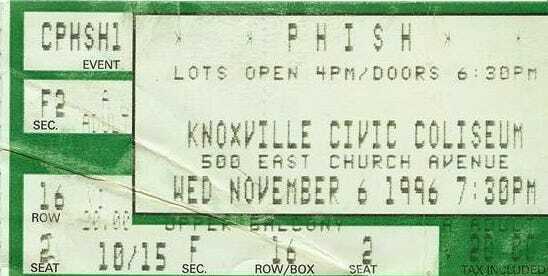 CPHSH1
EVENT
* P H I S H *
LOTS OPEN 4PM/DOORS 6:30PM
F2
SEC.
KNOXVILLE CIVIC COLISEUM
500 EAST CHURCH AVENUE
WED NOVEMBER 6 1996 7:30PM
16
ROW
UPPER BALCONY
2 10/15 F 16 2
SEAT SEC. ROW/BOX SEAT TAX INCLUDED